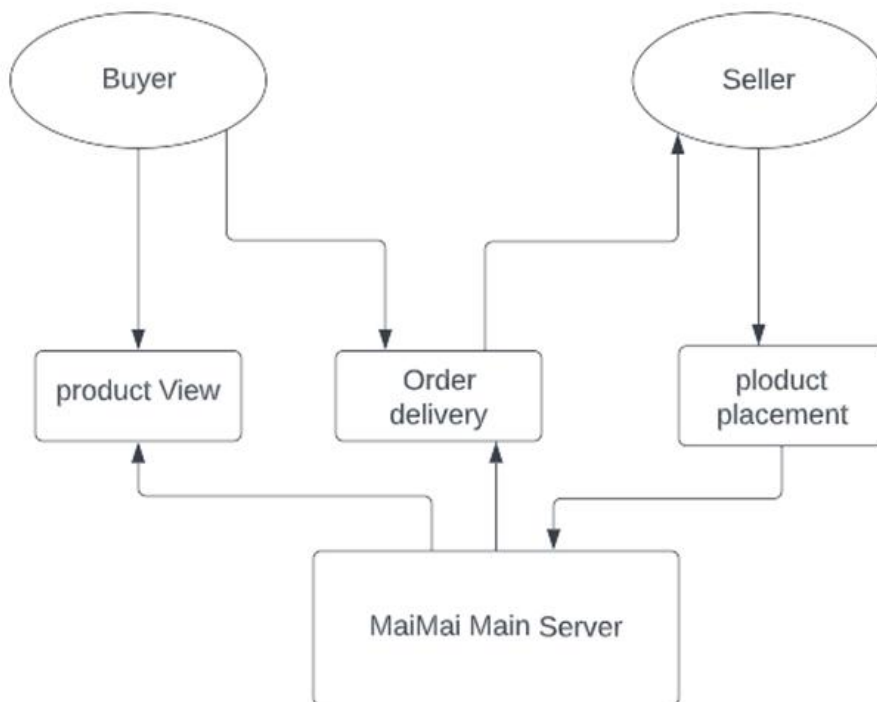 Buyer
Seller
product View
Order
delivery
ploduct
placement
MaiMai Main Server